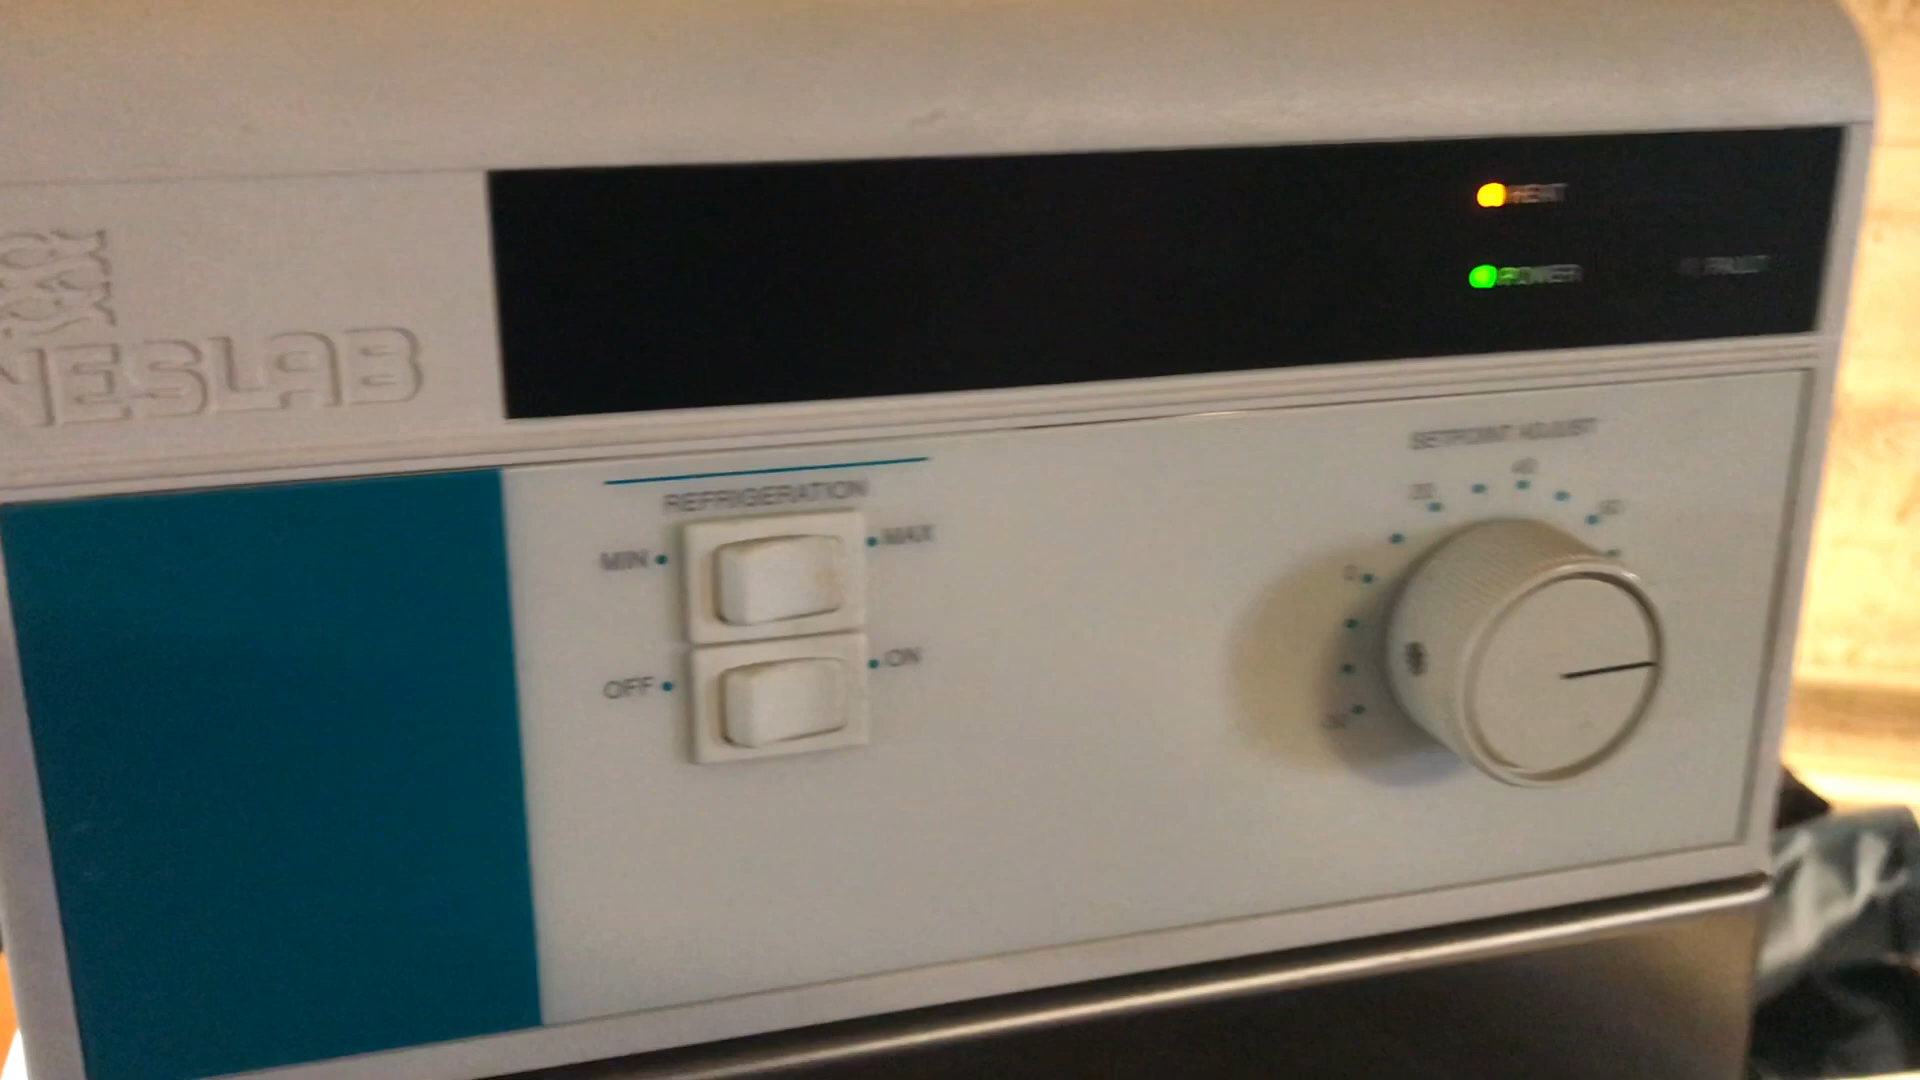 HEAT
POWER
FAULT
NESLAB
SETPOINT ADJUST
REFRIGERATION
MIN
MAX
OFF
ON
20
40
0